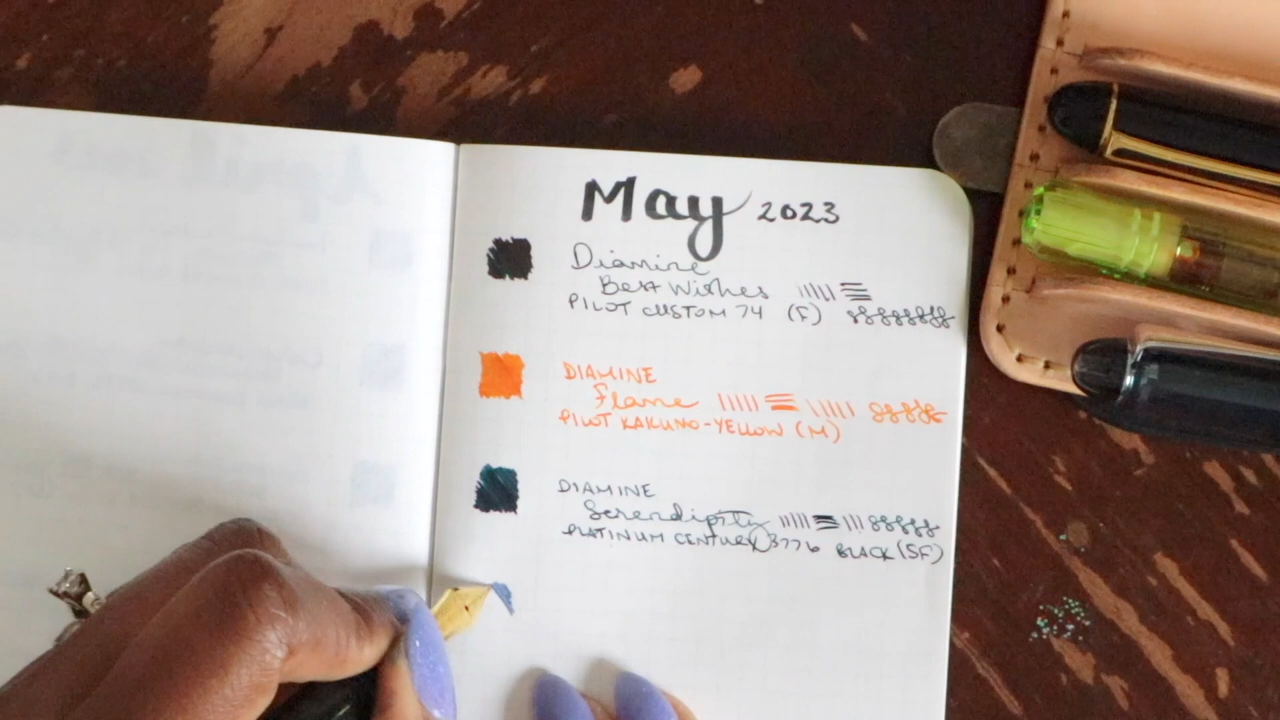 May 2023
Diamine
Best Wishes
PILOT CUSTOM 74 (F)
DIAMINE
Flame
PILOT KAKUNO-YELLOW (M)
DIAMINE
Serendipity
PLATINUM CENTURY 3776 BLACK (SF)